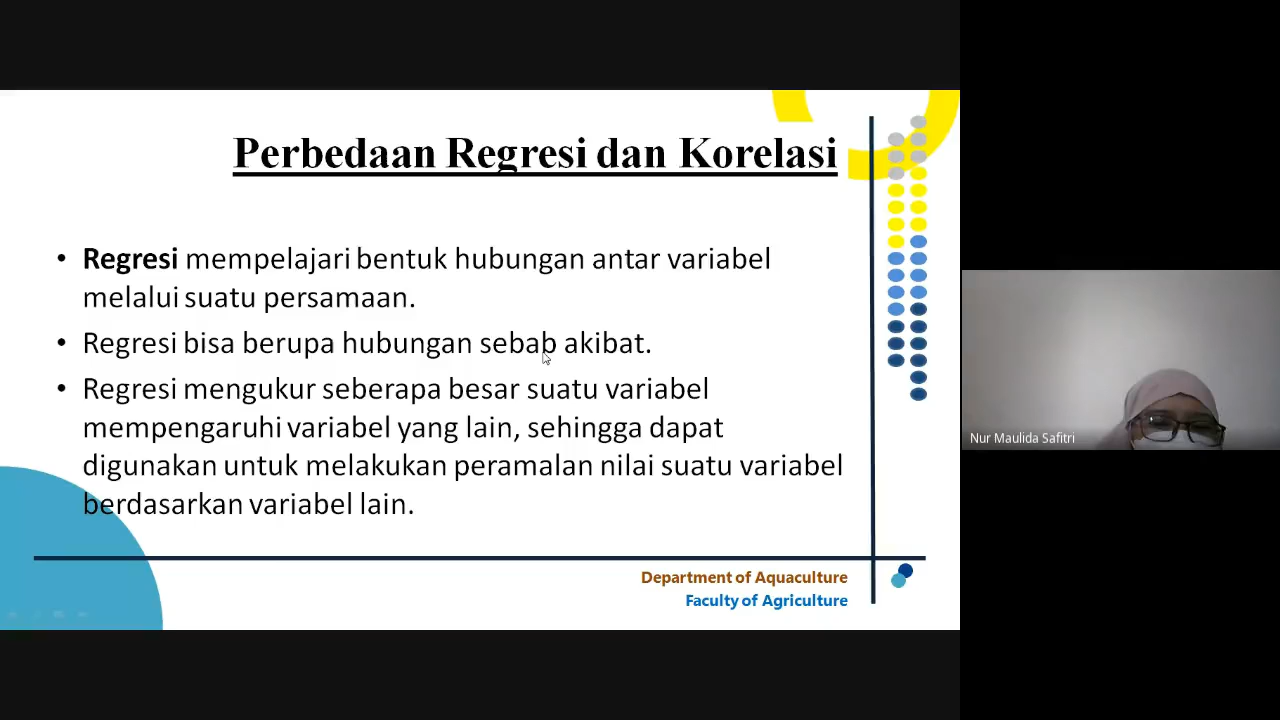 Perbedaan Regresi dan Korelasi
• Regresi mempelajari bentuk hubungan antar variabel
melalui suatu persamaan.
• Regresi bisa berupa hubungan sebab akibat.
• Regresi mengukur seberapa besar suatu variabel
mempengaruhi variabel yang lain, sehingga dapat
digunakan untuk melakukan peramalan nilai suatu variabel
berdasarkan variabel lain.
Department of Aquaculture
Faculty of Agriculture
Nur Maulida Safitri